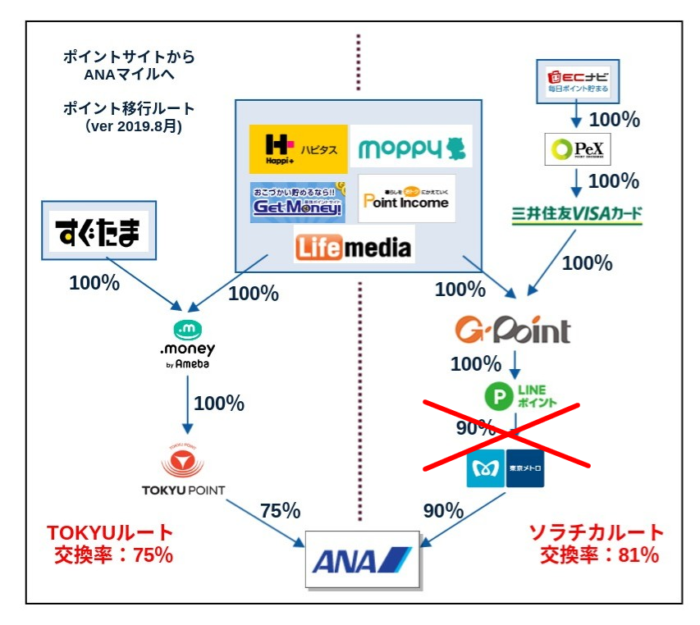 ポイントサイトから
ANAマイルへ
ポイント移行ルート
(ver 2019.8月)
ECナビ
毎日ポイント貯まる
100%
PeX
100%
三井住友VISAカード
100%
ハピタス
Happi+
moppy
おこづかい貯めるなら!!
GetMoney!
Point Income
Lifemedia
すぐたま
100%
100%
100%
.m
.money
by Ameba
G・Point
100%
P
LINE
ポイント
100%
90%
東京メトロ
TOKYU POINT
TOKYU POINT
75%
90%
ANA
TOKYUルート
交換率：75%
ソラチカルート
交換率：81%